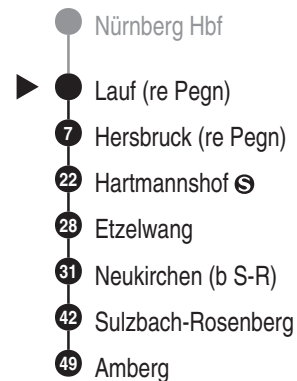 Nürnberg Hbf
Lauf (re Pegn)
7 Hersbruck (re Pegn)
22 Hartmannshof S
28 Etzelwang
31 Neukirchen (b S-R)
42 Sulzbach-Rosenberg
49 Amberg